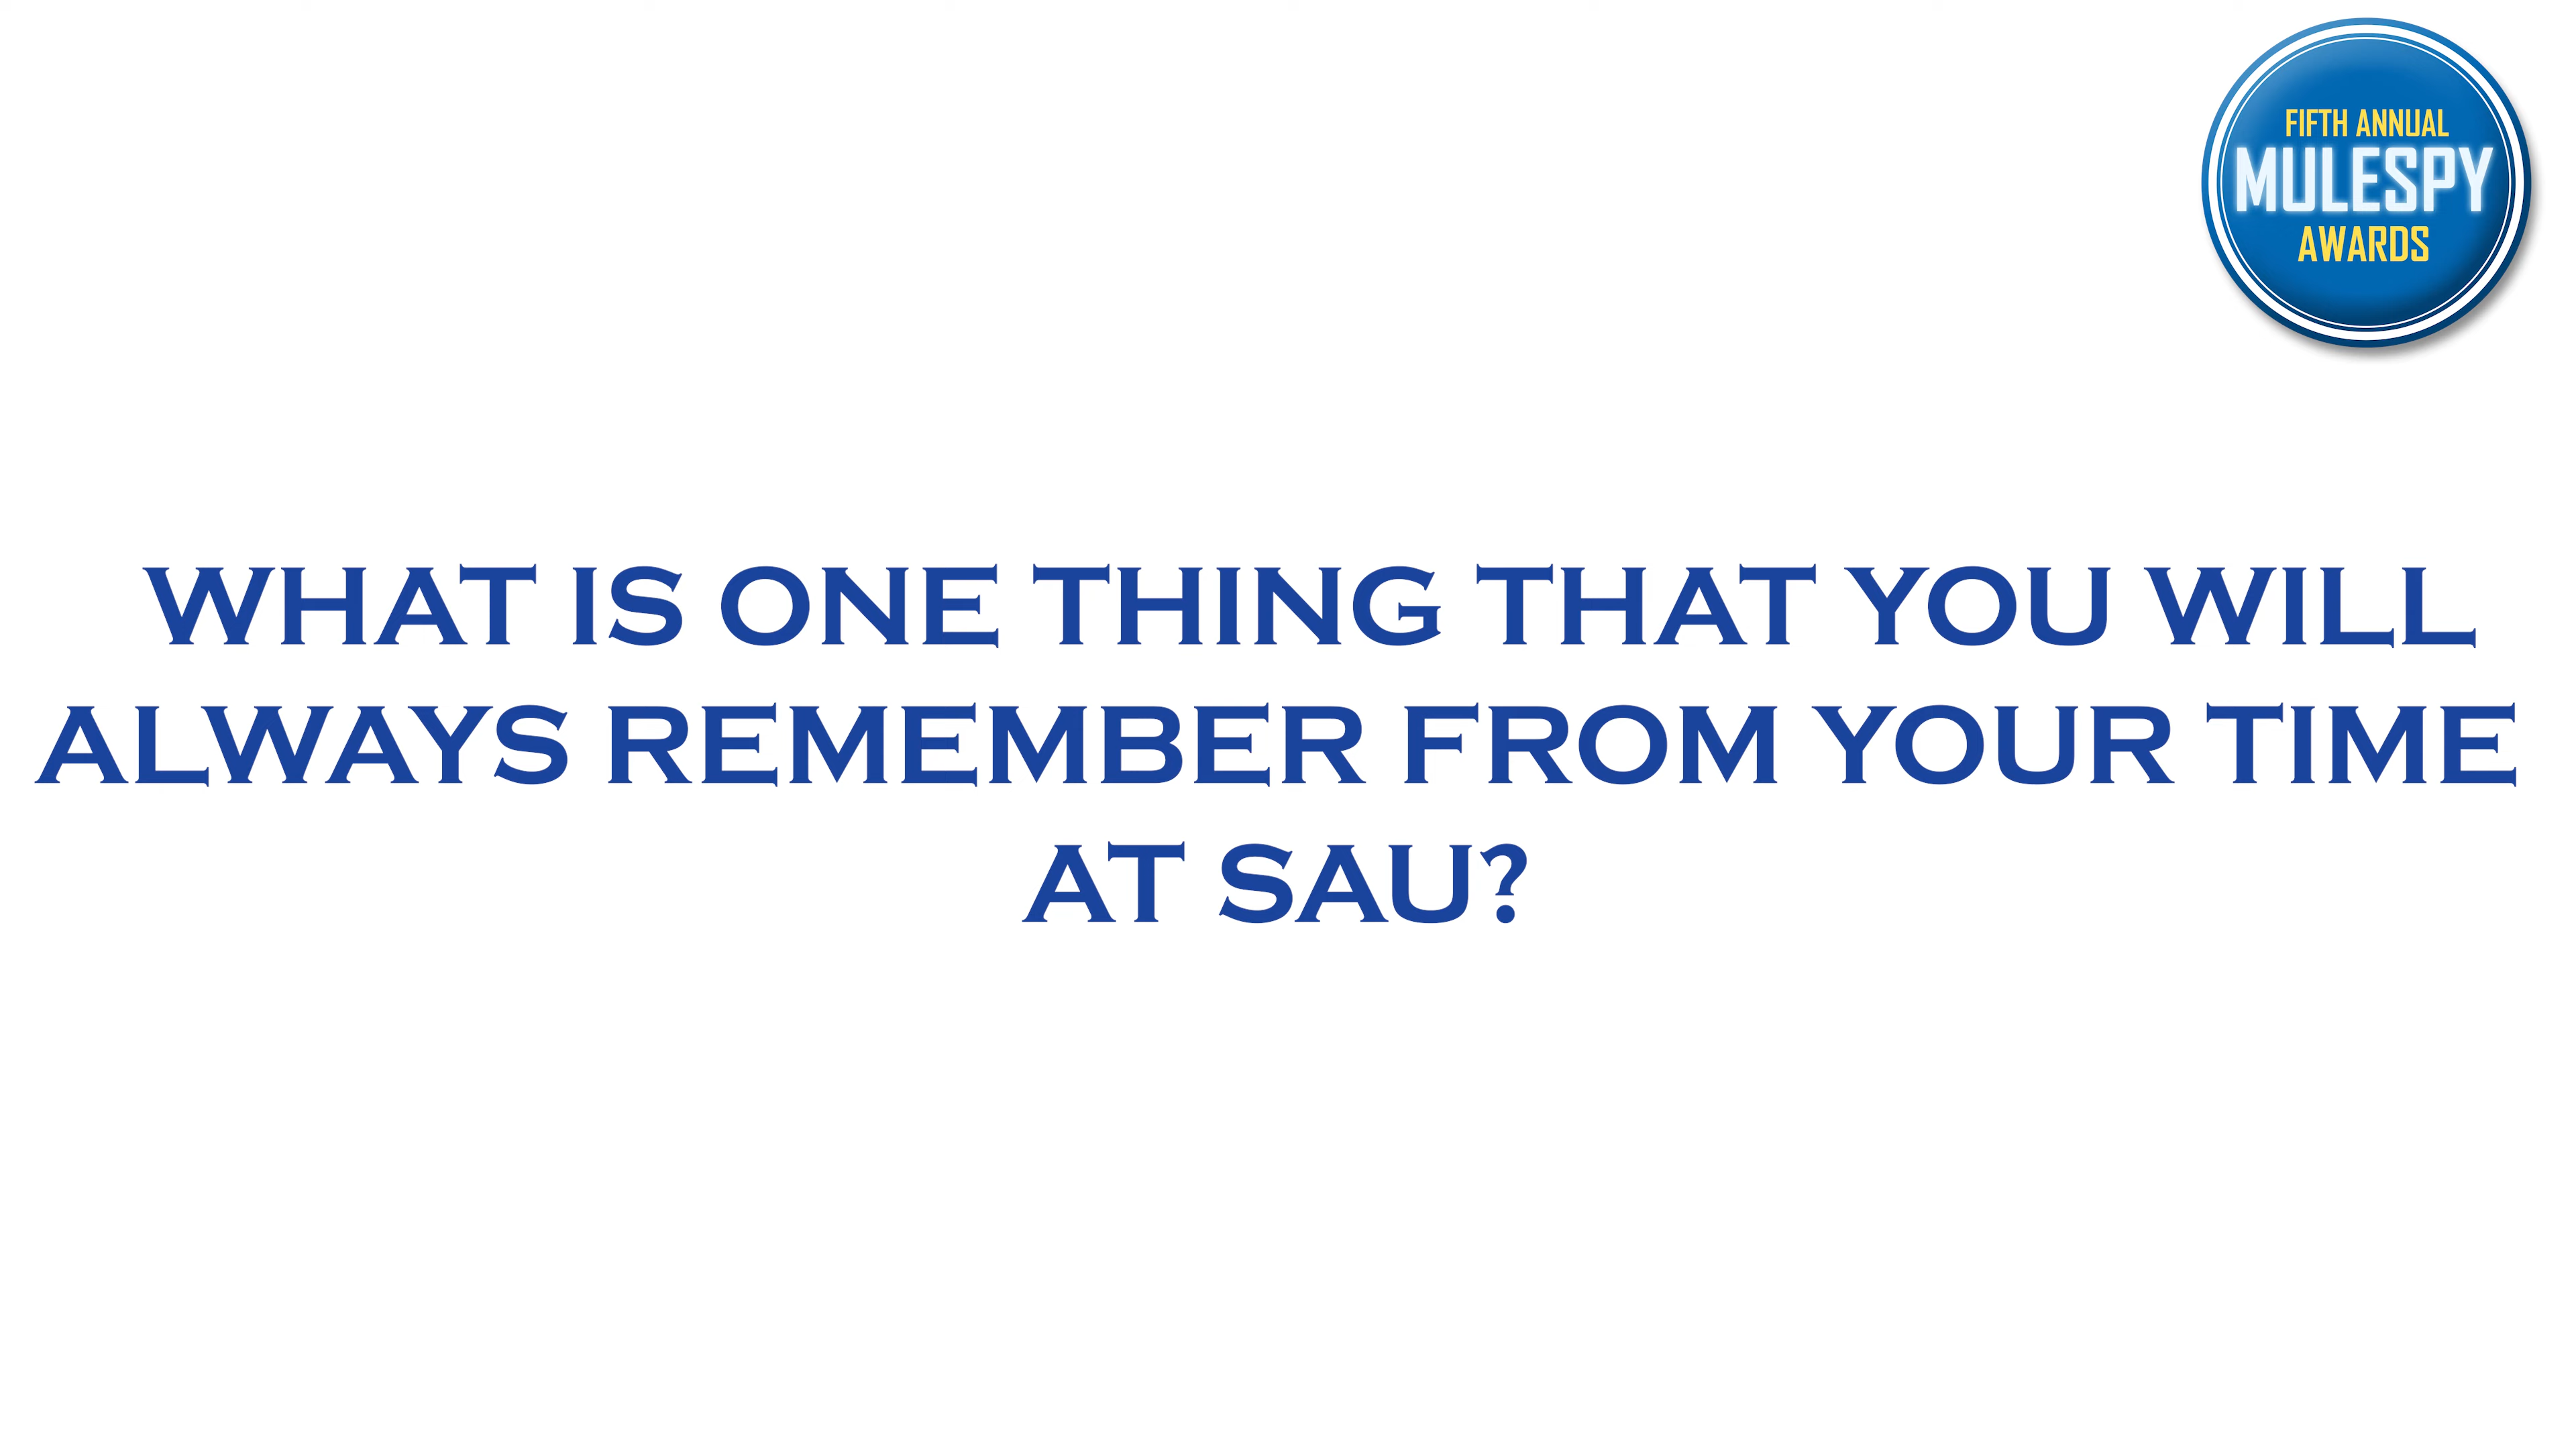 FIFTH ANNUAL
MULESPY
AWARDS
WHAT IS ONE THING THAT YOU WILL
ALWAYS REMEMBER FROM YOUR TIME
AT SAU?